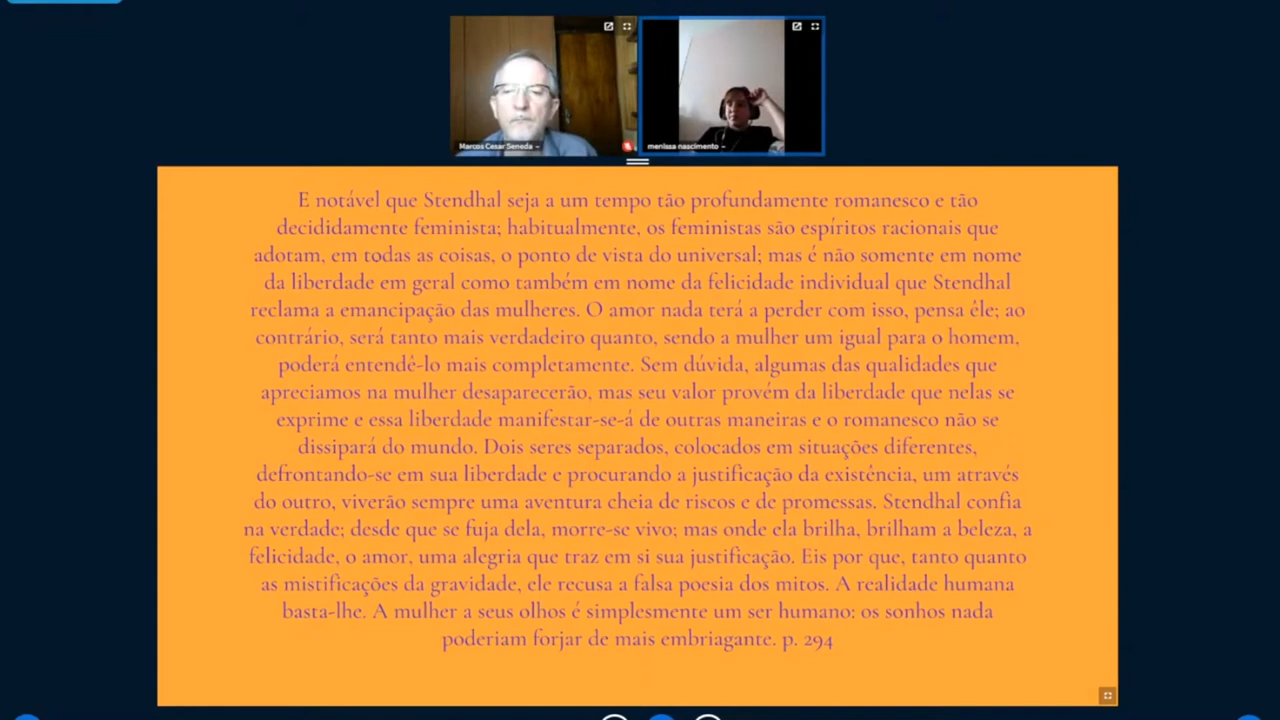 Marcos Cesar Seneda
menissa nascimento
E notável que Stendhal seja a um tempo tão profundamente romanesco e tão
decididamente feminista; habitualmente, os feministas são espíritos racionais que
adotam, em todas as coisas, o ponto de vista do universal; mas é não somente em nome
da liberdade em geral como também em nome da felicidade individual que Stendhal
reclama a emancipação das mulheres. O amor nada terá a perder com isso, pensa êle; ao
contrário, será tanto mais verdadeiro quanto, sendo a mulher um igual para o homem,
poderá entendê-lo mais completamente. Sem dúvida, algumas das qualidades que
apreciamos na mulher desaparecerão, mas seu valor provém da liberdade que nelas se
exprime e essa liberdade manifestar-se-á de outras maneiras e o romanesco não se
dissipará do mundo. Dois seres separados, colocados em situações diferentes,
defrontando-se em sua liberdade e procurando a justificação da existência, um através
do outro, viverão sempre uma aventura cheia de riscos e de promessas. Stendhal confia
na verdade; desde que se fuja dela, morre-se vivo; mas onde ela brilha, brilham a beleza, a
felicidade, o amor, uma alegria que traz em si sua justificação. Eis por que, tanto quanto
as mistificações da gravidade, ele recusa a falsa poesia dos mitos. A realidade humana
basta-lhe. A mulher a seus olhos é simplesmente um ser humano: os sonhos nada
poderiam forjar de mais embriagante. p. 294